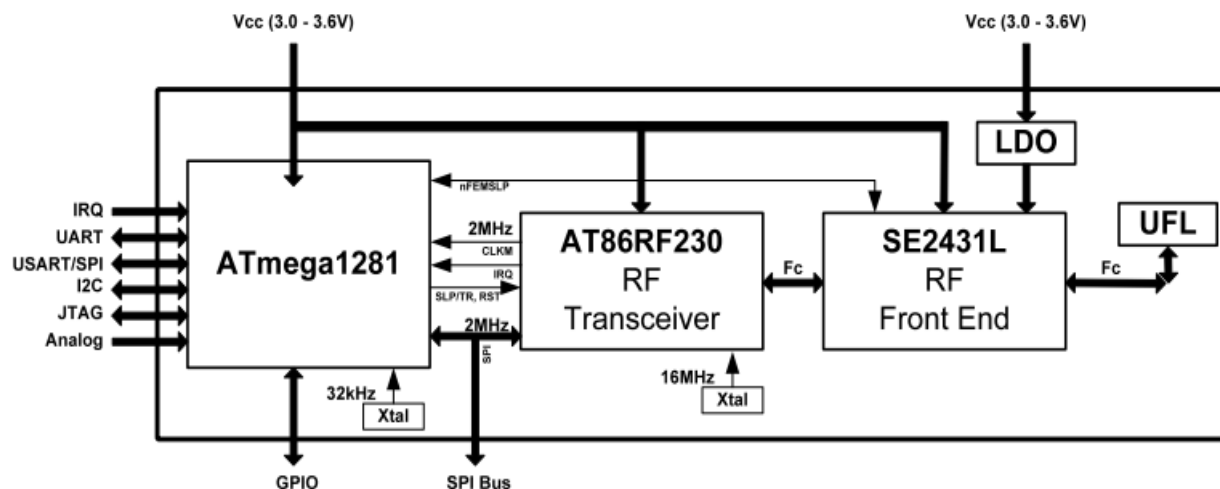 Vcc (3.0 - 3.6V)
Vcc (3.0 - 3.6V)
LDO
nFEMSLP
IRQ
UART
USART/SPI
I2C
JTAG
Analog
ATmega1281
2MHz
CLKM
IRQ
SLP/TR, RST
2MHz
SPI
AT86RF230
RF
Transceiver
Fc
SE2431L
RF
Front End
Fc
UFL
32kHz
Xtal
16MHz
Xtal
GPIO
SPI Bus